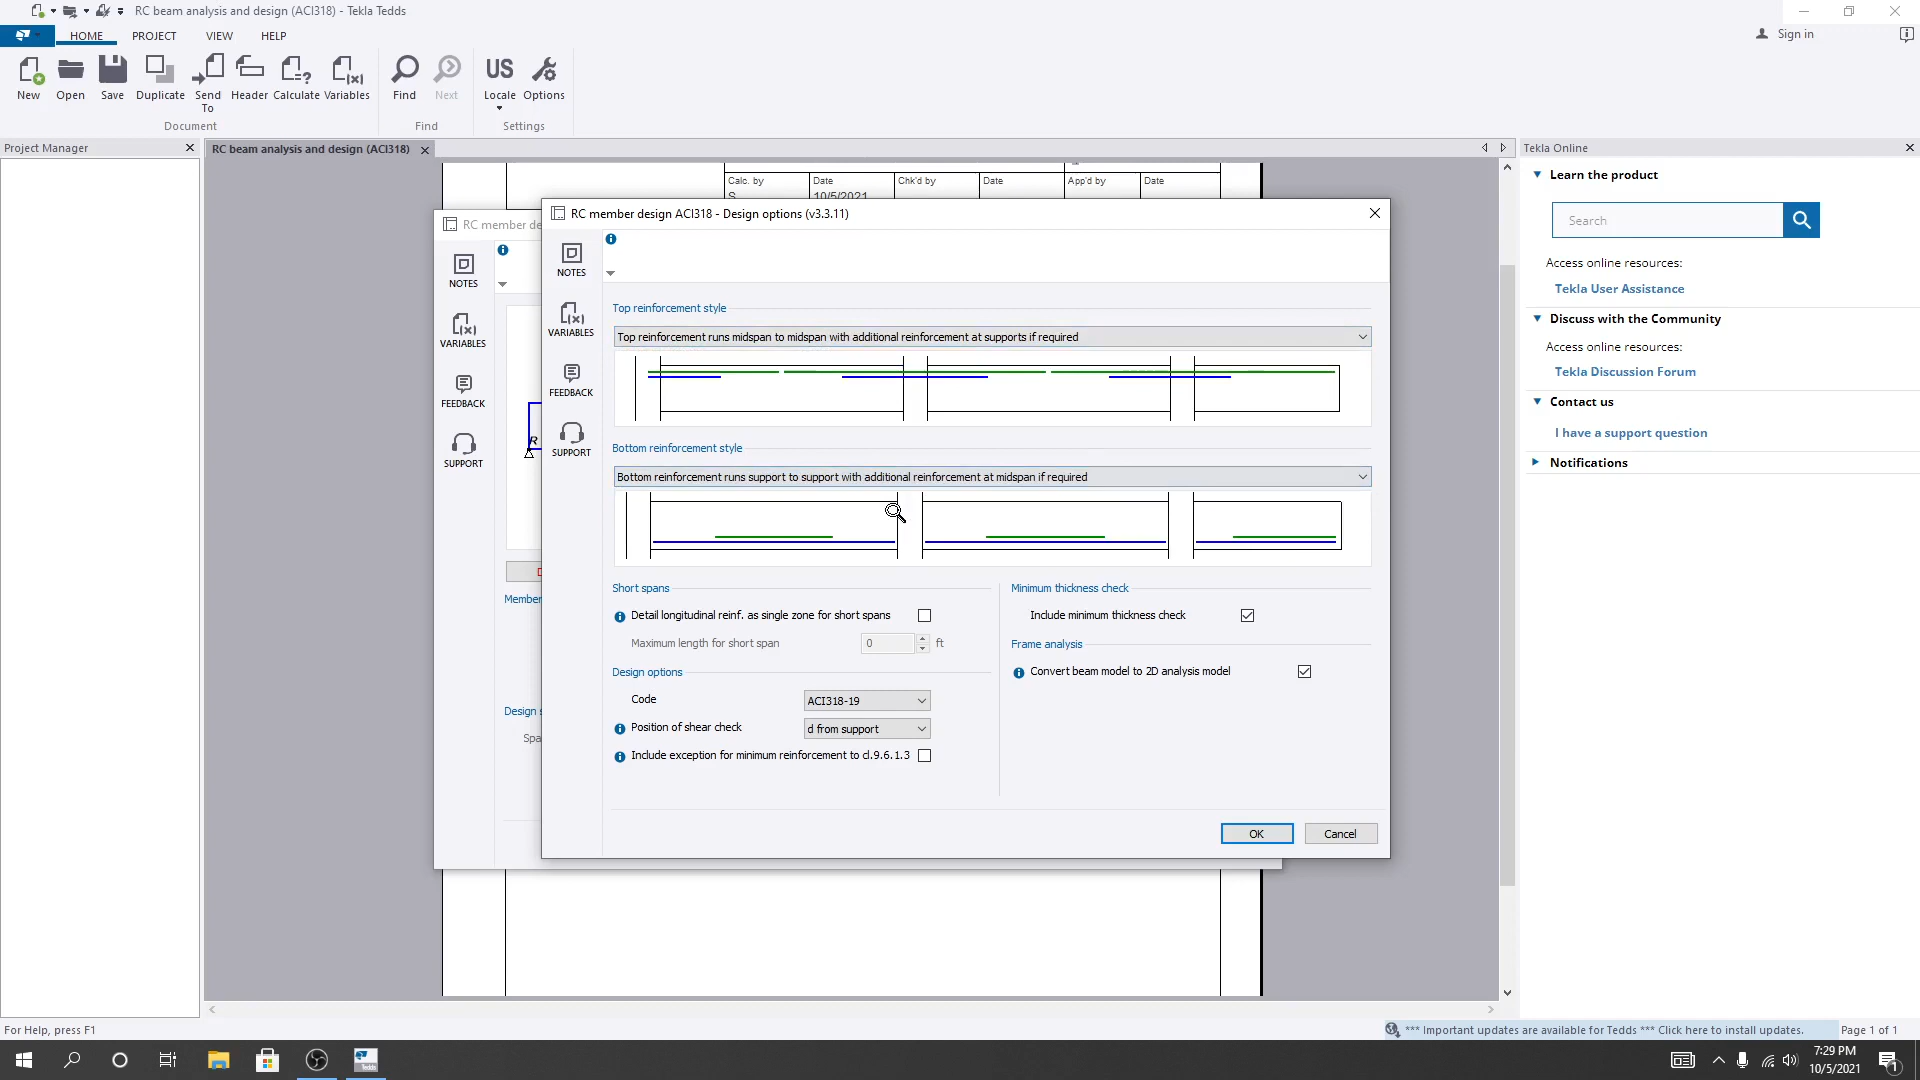 RC beam analysis and design (ACI318) - Tekla Tedds
HOME PROJECT VIEW HELP
Sign in
New Open Save Duplicate Send To Header Calculate Variables
Document
Find Next
Find
US
Locale Options
Settings
Project Manager
RC beam analysis and design (ACI318)
Tekla Online
Calc. by Date Chk'd by Date App'd by Date
S 10/5/2021
RC member de
NOTES
VARIABLES
FEEDBACK
SUPPORT
R
Member
Design s
Spa
RC member design ACI318 - Design options (v3.3.11)
NOTES
VARIABLES
FEEDBACK
SUPPORT
Top reinforcement style
Top reinforcement runs midspan to midspan with additional reinforcement at supports if required
Bottom reinforcement style
Bottom reinforcement runs support to support with additional reinforcement at midspan if required
Short spans
Detail longitudinal reinf. as single zone for short spans
Maximum length for short span 0 ft
Design options
Code ACI318-19
Position of shear check d from support
Include exception for minimum reinforcement to cl.9.6.1.3
Minimum thickness check
Include minimum thickness check
Frame analysis
Convert beam model to 2D analysis model
OK Cancel
Learn the product
Search
Access online resources:
Tekla User Assistance
Discuss with the Community
Access online resources:
Tekla Discussion Forum
Contact us
I have a support question
Notifications
For Help, press F1
*** Important updates are available for Tedds *** Click here to install updates.
Page 1 of 1
Tedds
7:29 PM
10/5/2021
1